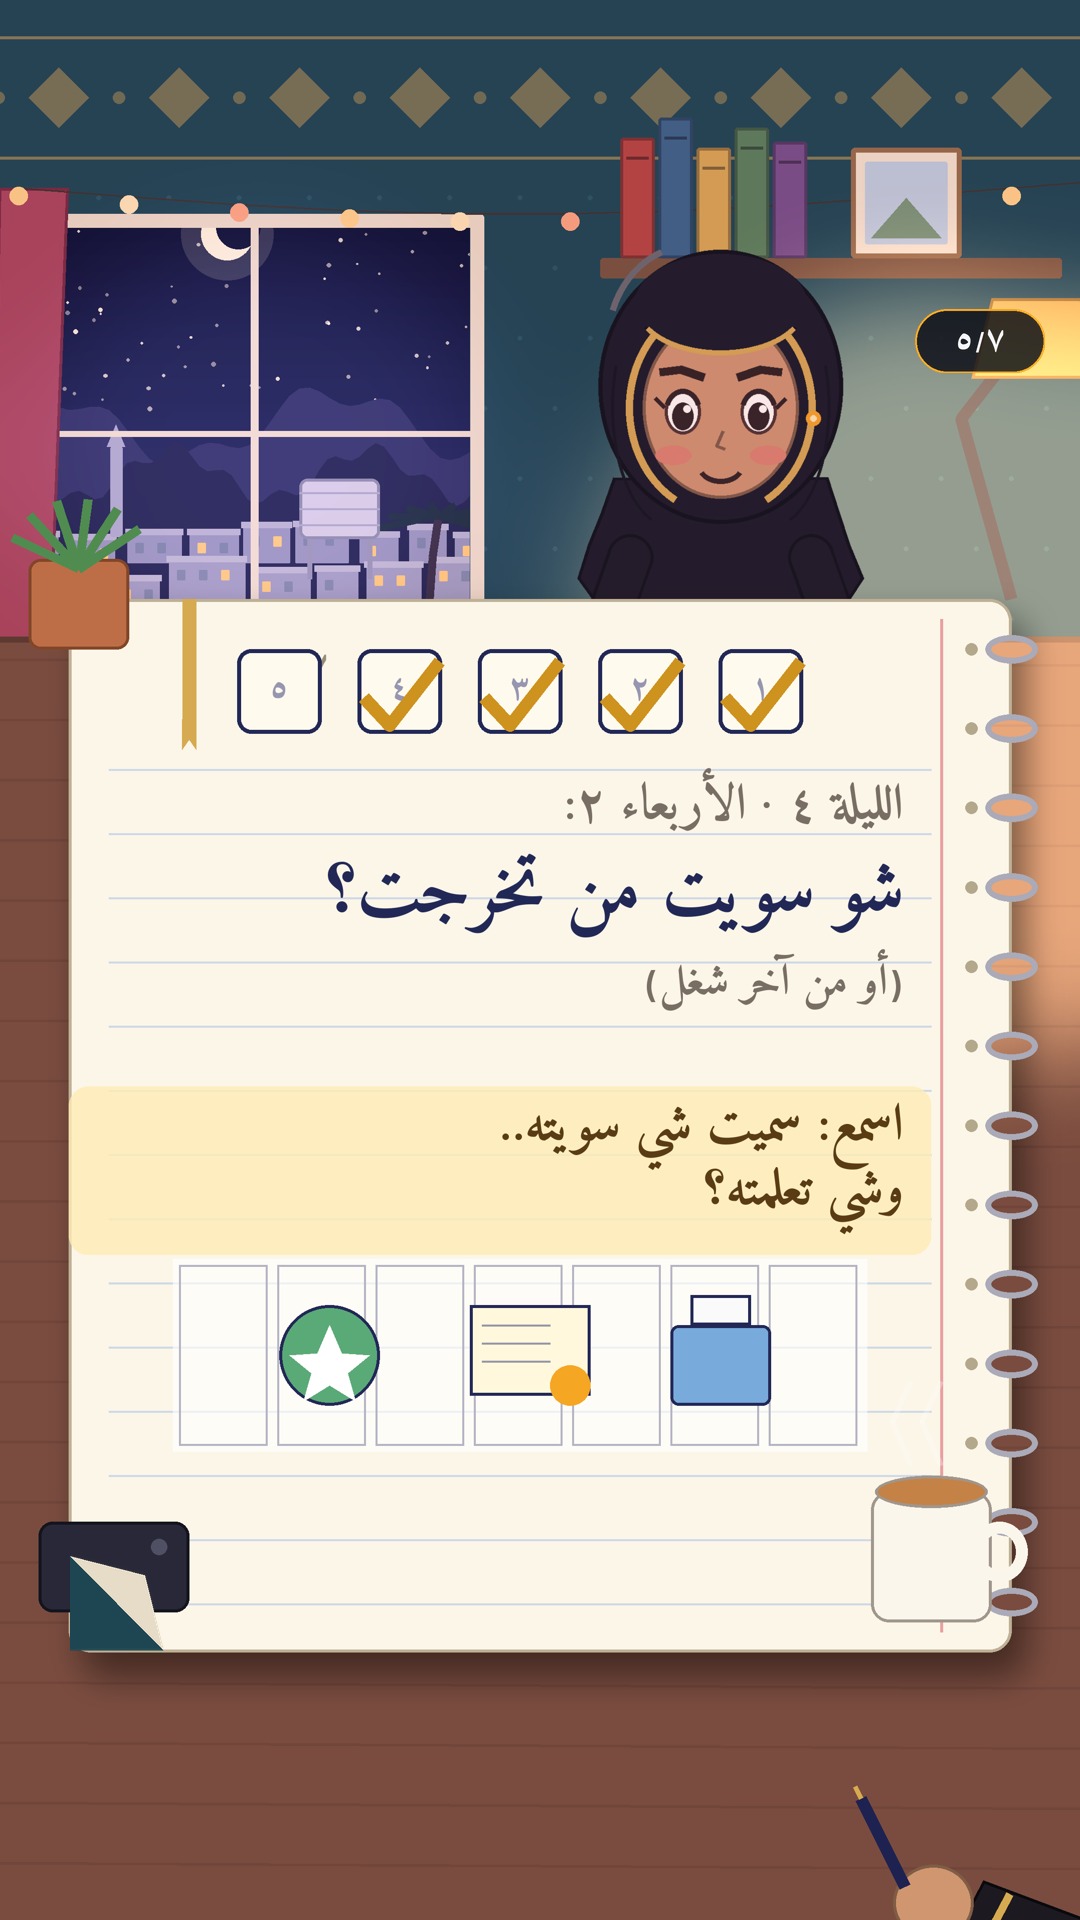 ٥/٧
١ ٢ ٣ ٤ ٥
الليلة ٤ · الأربعاء ٢:
شو سويت من تخرجت؟
(أو من آخر شغل)
اسمع: سميت شي سويته..
وشي تعلمته؟